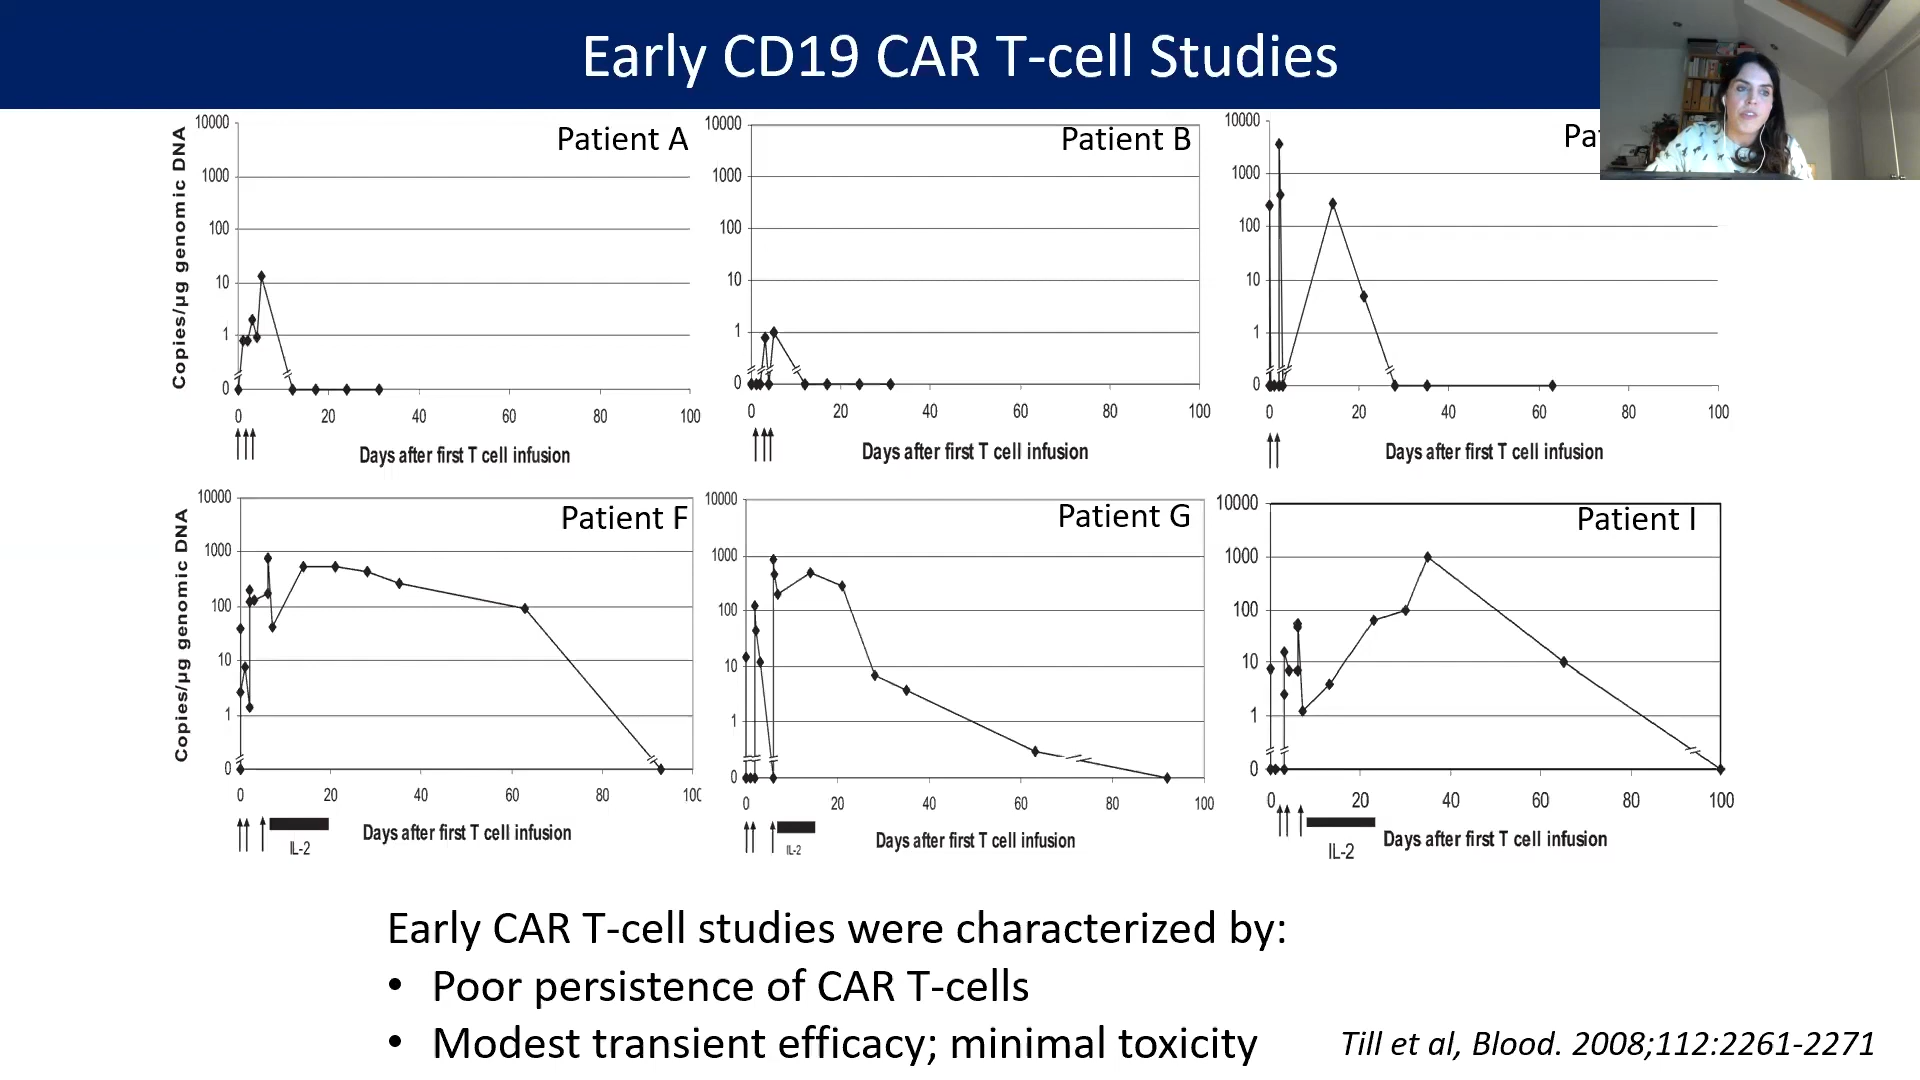 Early CD19 CAR T-cell Studies
Copies/µg genomic DNA
10000
1000
100
10
1
0
Patient A
0 20 40 60 80 100
Days after first T cell infusion
10000
1000
100
10
1
0
Patient B
0 20 40 60 80 100
Days after first T cell infusion
10000
1000
100
10
1
0
Pa
0 20 40 60 80 100
Days after first T cell infusion
Copies/µg genomic DNA
10000
1000
100
10
1
0
Patient F
0 20 40 60 80 100
IL-2
Days after first T cell infusion
10000
1000
100
10
1
0
Patient G
0 20 40 60 80 100
IL-2
Days after first T cell infusion
10000
1000
100
10
1
0
Patient I
0 20 40 60 80 100
IL-2
Days after first T cell infusion
Early CAR T-cell studies were characterized by:
• Poor persistence of CAR T-cells
• Modest transient efficacy; minimal toxicity
Till et al, Blood. 2008;112:2261-2271